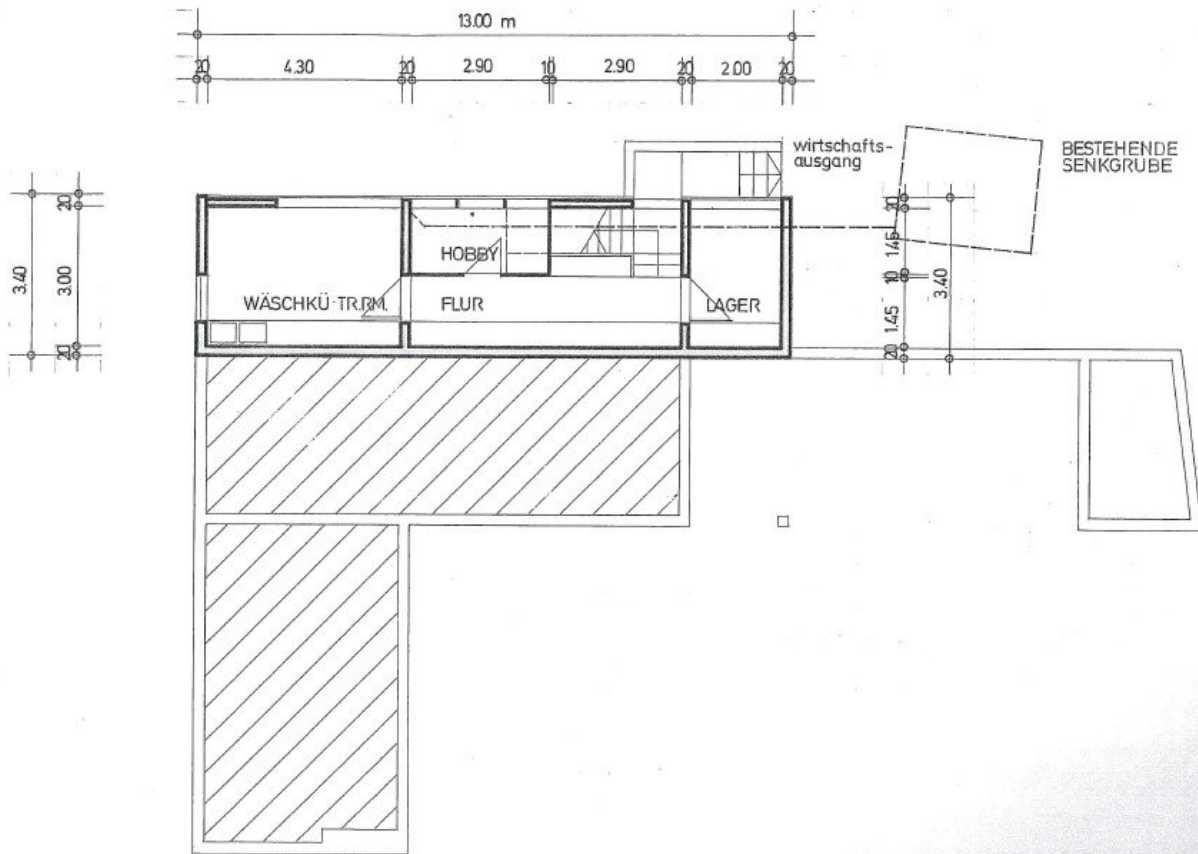 13.00 m
20 4.30 20 2.90 10 2.90 20 2.00 20
wirtschafts-
ausgang
BESTEHENDE
SENKGRUBE
3.40
20
3.00
20
HOBBY
WÄSCHKÜ·TR.RM.
FLUR
LAGER
20
1.45
10
1.45
20
3.40